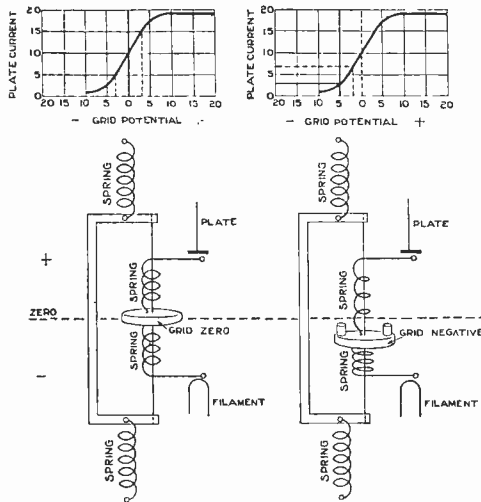 PLATE CURRENT
20
15
10
5
0
20 15 10 5 0 5 10 15 20
- GRID POTENTIAL -
PLATE CURRENT
20
15
10
5
0
20 15 10 5 0 5 10 15 20
- GRID POTENTIAL +
SPRING
SPRING
PLATE
PLATE
+
SPRING
SPRING
ZERO
GRID ZERO
GRID NEGATIVE
SPRING
SPRING
-
FILAMENT
FILAMENT
SPRING
SPRING